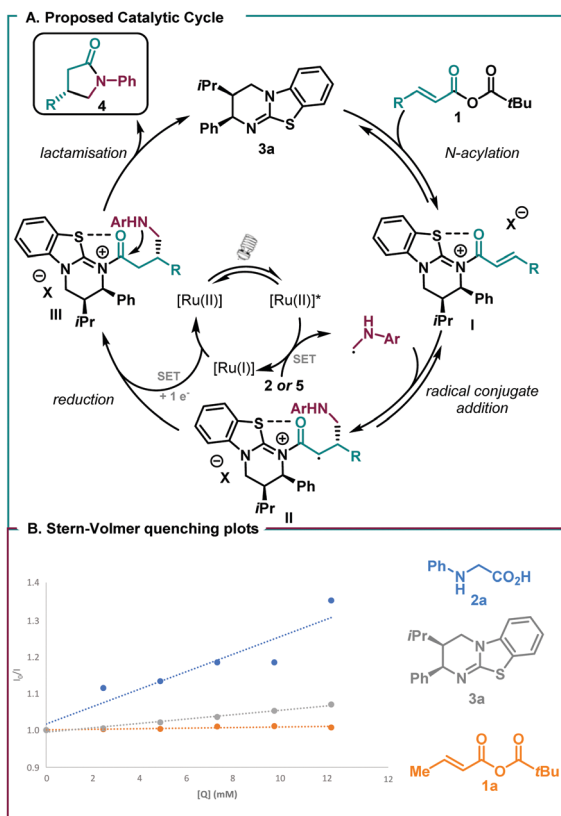 A. Proposed Catalytic Cycle
O
N
Ph
R
4
iPr
Ph
N
N
S
3a
R
O
O
O
tBu
1
lactamisation
N-acylation
ArHN
S
O
N
N
+
R
Ph
iPr
⊖
X
III
[Ru(II)]
[Ru(II)]*
[Ru(I)]
SET
2 or 5
SET
+ 1 e-
H
N
Ar
X⊖
S
O
N
N
+
R
Ph
iPr
I
reduction
radical conjugate
addition
ArHN
S
O
N
N
+
R
Ph
iPr
⊖
X
II
B. Stern-Volmer quenching plots
1.4
1.3
1.2
1.1
1.0
0.9
I0/I
0
2
4
6
8
10
12
[Q] (mM)
Ph
N
H
CO2H
2a
iPr
Ph
N
N
S
3a
Me
O
O
O
tBu
1a